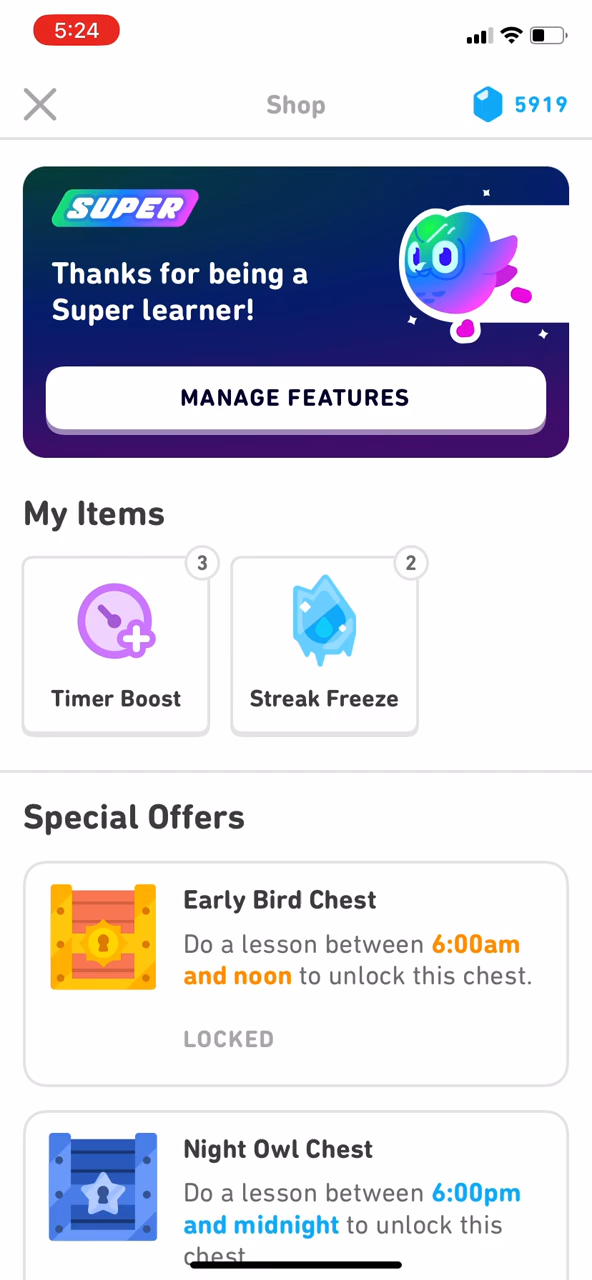 5:24
Shop
5919
SUPER
Thanks for being a
Super learner!
MANAGE FEATURES
My Items
3
2
Timer Boost
Streak Freeze
Special Offers
Early Bird Chest
Do a lesson between 6:00am
and noon to unlock this chest.
LOCKED
Night Owl Chest
Do a lesson between 6:00pm
and midnight to unlock this
chest